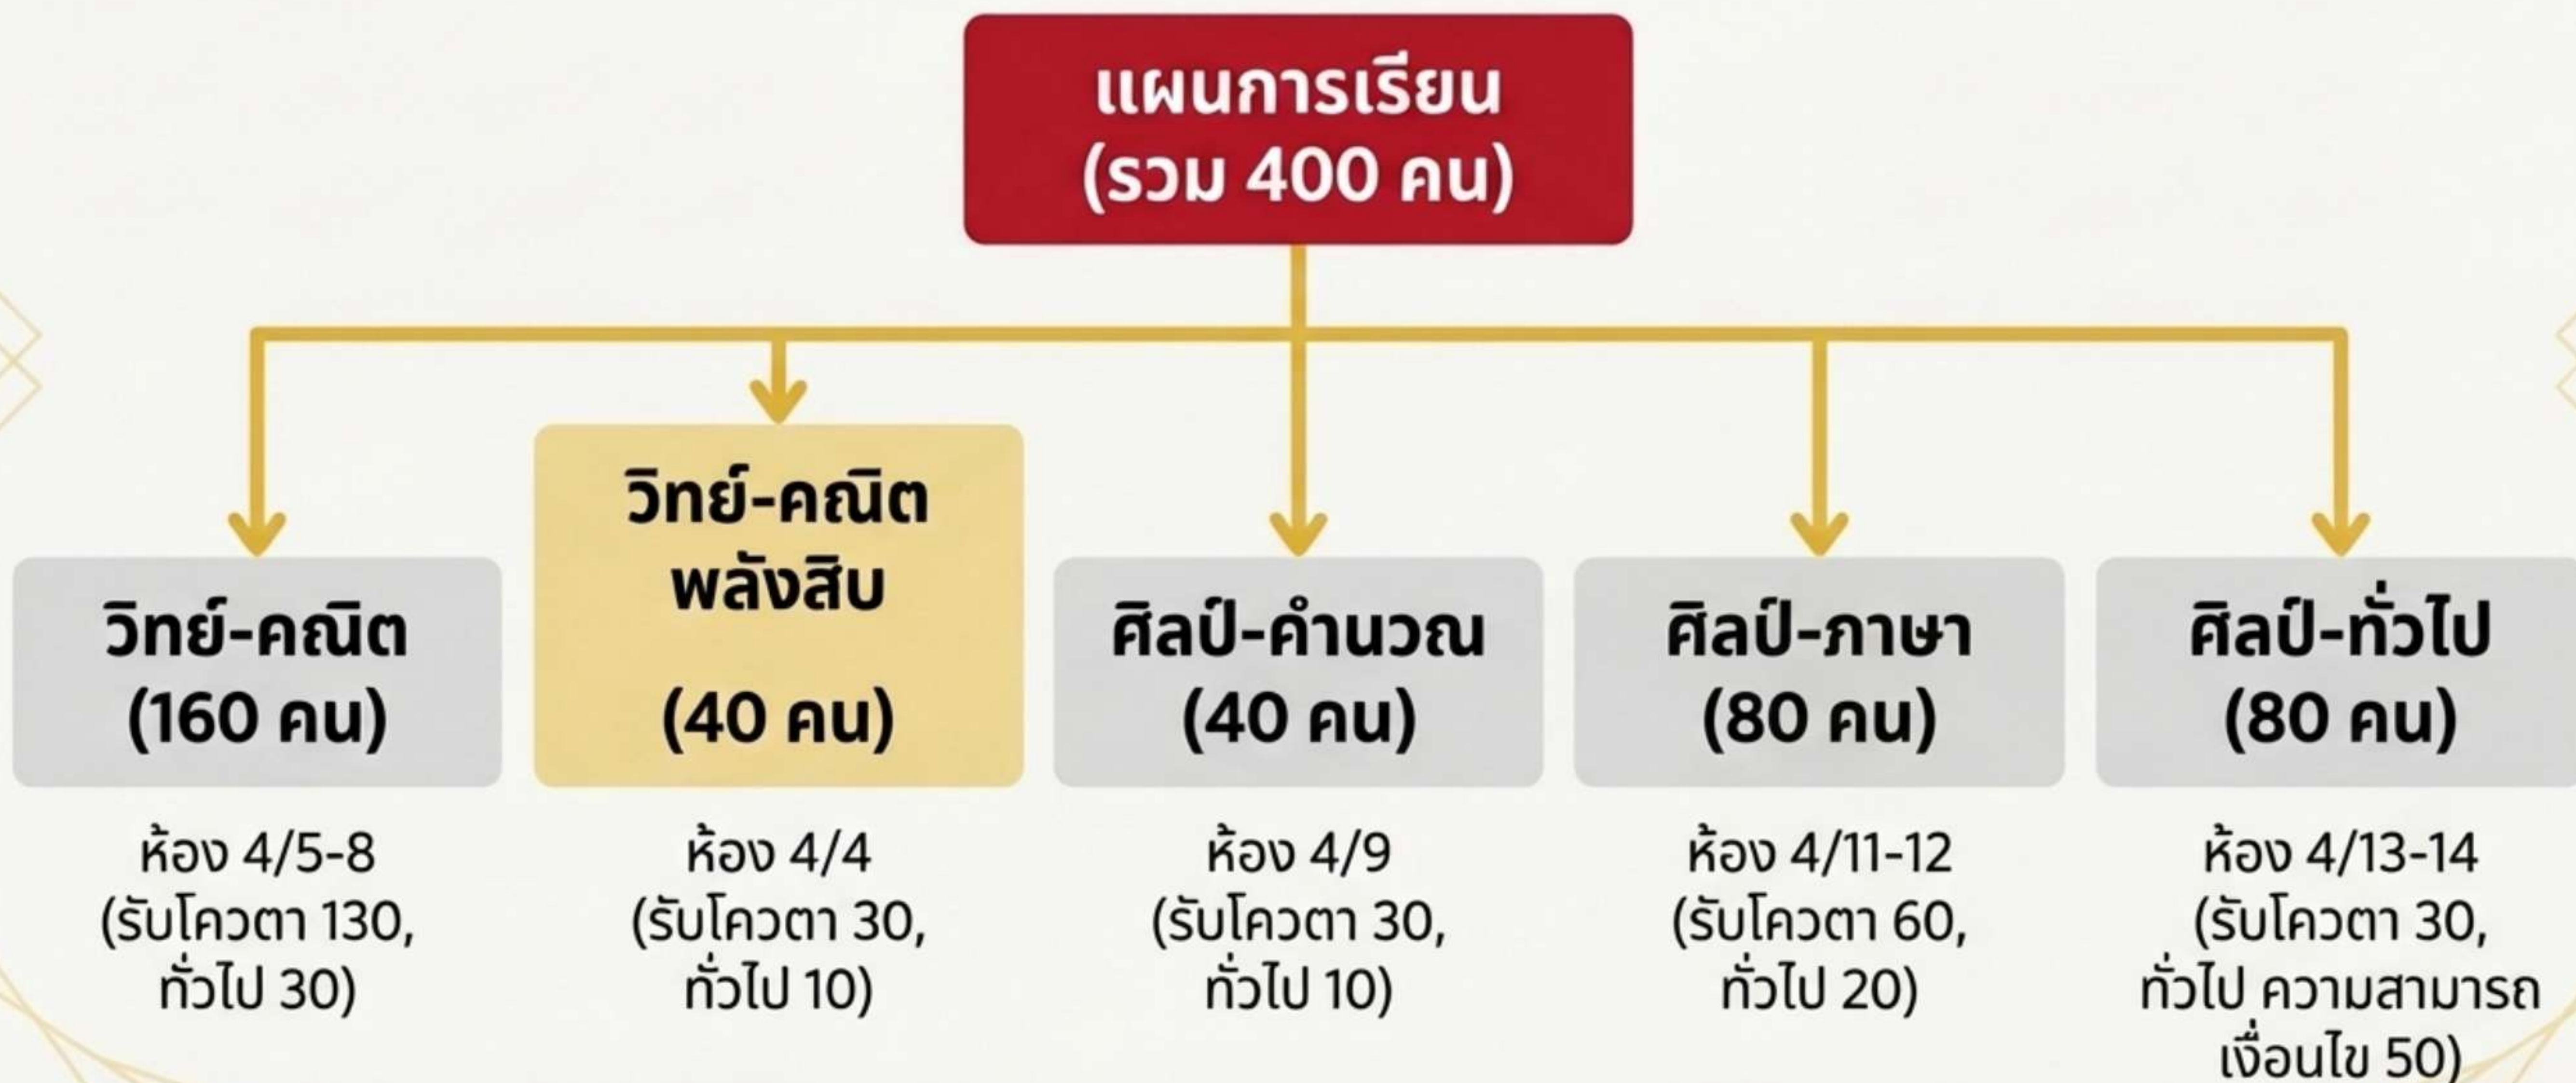 แผนการเรียน
(รวม 400 คน)
วิทย์-คณิต
(160 คน)
ห้อง 4/5-8
(รับโควตา 130,
ทั่วไป 30)
วิทย์-คณิต
พลังสิบ
(40 คน)
ห้อง 4/4
(รับโควตา 30,
ทั่วไป 10)
ศิลป์-คำนวณ
(40 คน)
ห้อง 4/9
(รับโควตา 30,
ทั่วไป 10)
ศิลป์-ภาษา
(80 คน)
ห้อง 4/11-12
(รับโควตา 60,
ทั่วไป 20)
ศิลป์-ทั่วไป
(80 คน)
ห้อง 4/13-14
(รับโควตา 30,
ทั่วไป ความสามารถ
เงื่อนไข 50)